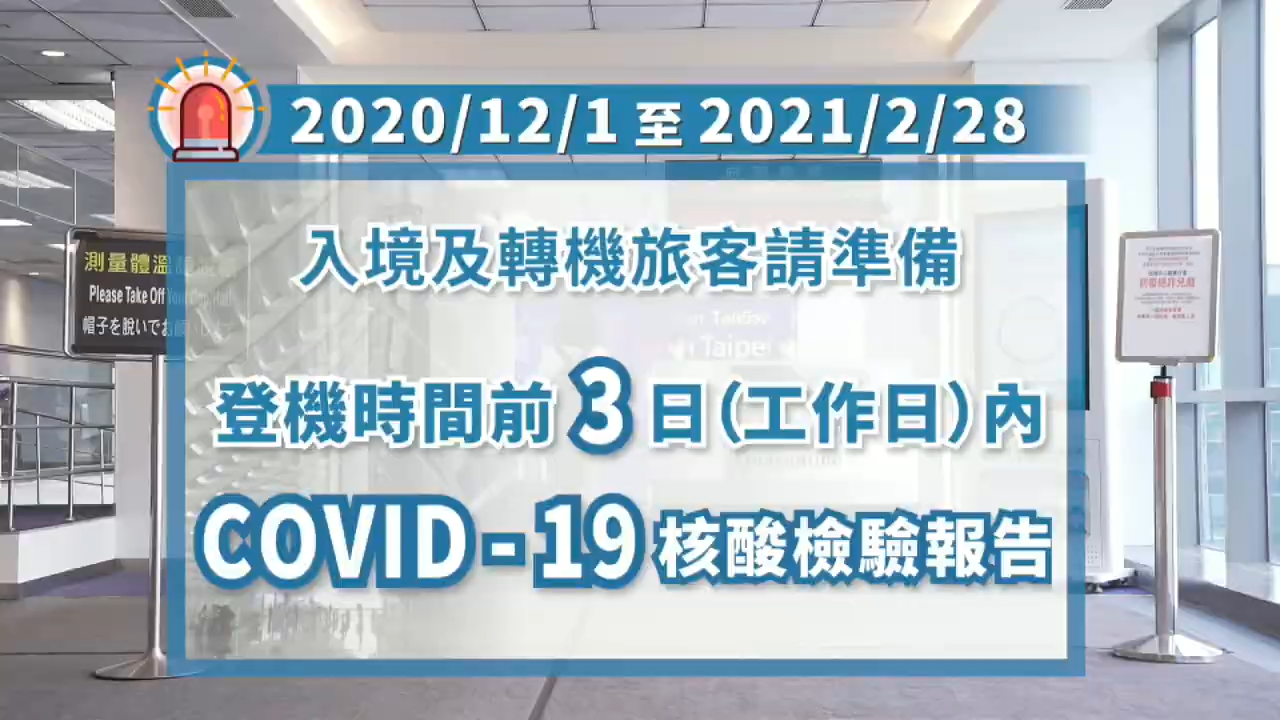 2020/12/1 至 2021/2/28
入境及轉機旅客請準備
登機時間前 3 日(工作日)內
COVID-19 核酸檢驗報告
測量體溫
Please Take Off
帽子を脱いで
Taipei